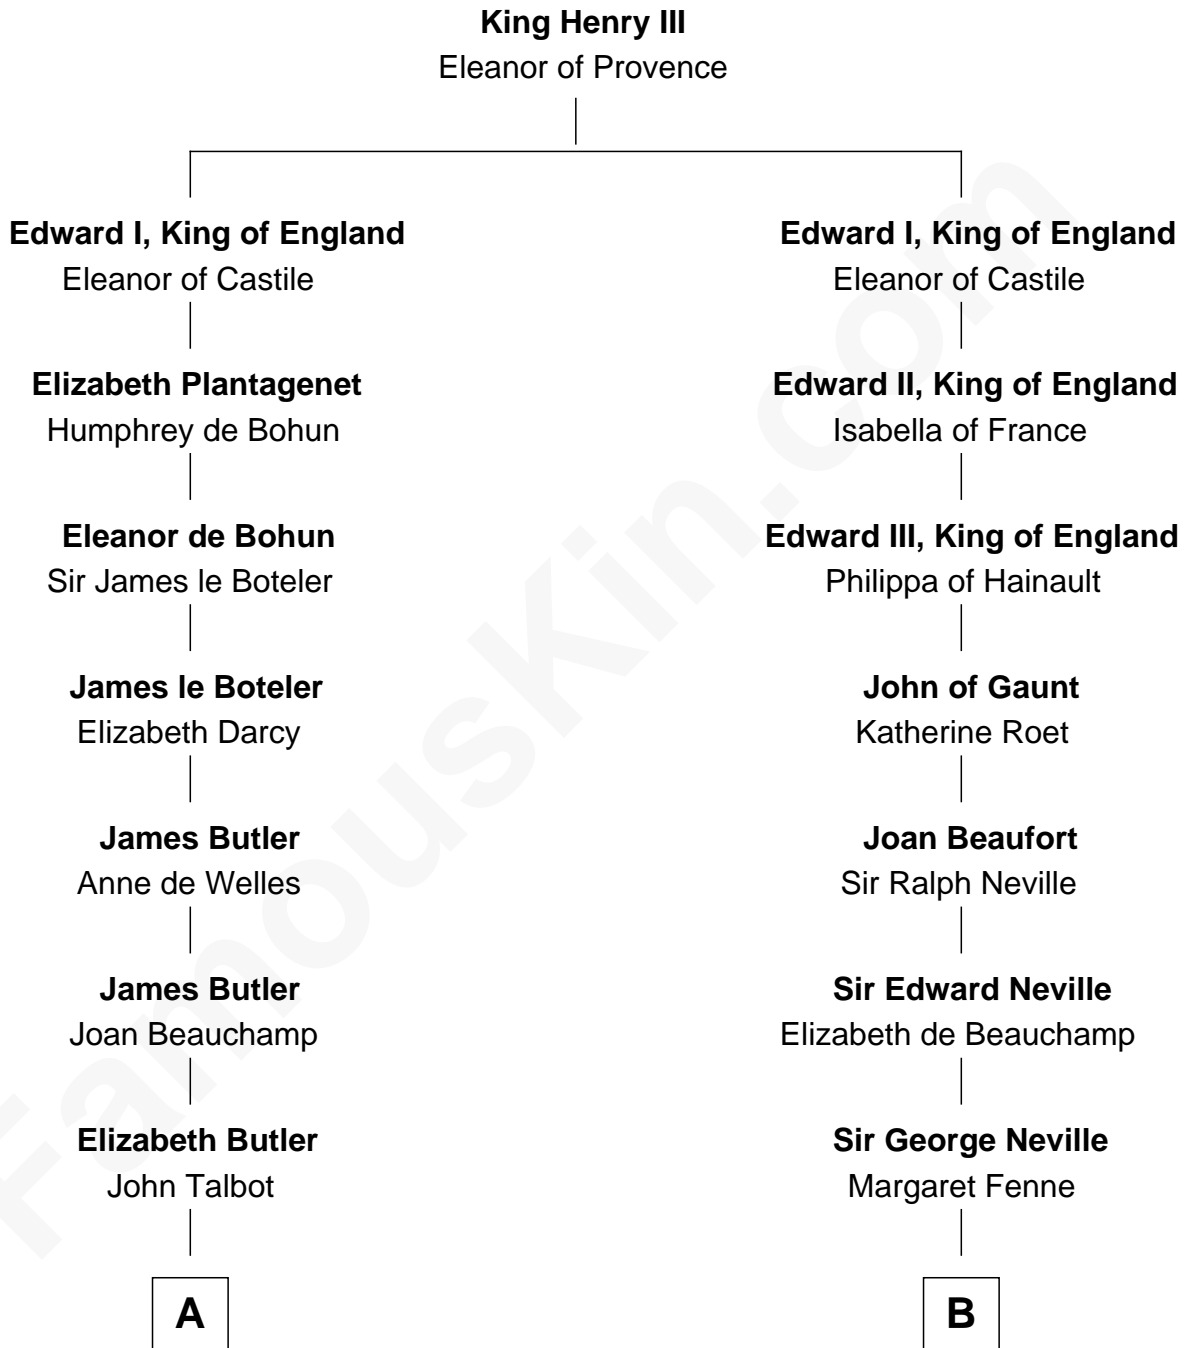 King Henry III
Eleanor of Provence
Edward I, King of England
Eleanor of Castile
Elizabeth Plantagenet
Humphrey de Bohun
Eleanor de Bohun
Sir James le Boteler
James le Boteler
Elizabeth Darcy
James Butler
Anne de Welles
James Butler
Joan Beauchamp
Elizabeth Butler
John Talbot
A
Edward I, King of England
Eleanor of Castile
Edward II, King of England
Isabella of France
Edward III, King of England
Philippa of Hainault
John of Gaunt
Katherine Roet
Joan Beaufort
Sir Ralph Neville
Sir Edward Neville
Elizabeth de Beauchamp
Sir George Neville
Margaret Fenne
B
FamousKin.com